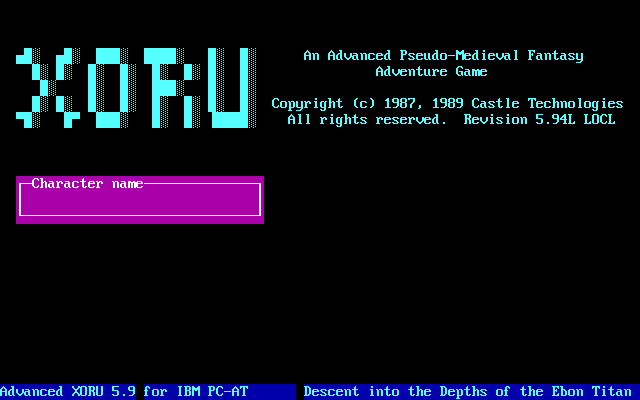 XORU
An Advanced Pseudo-Medieval Fantasy
Adventure Game
Copyright (c) 1987, 1989 Castle Technologies
All rights reserved.  Revision 5.94L LOCL
Character name
Advanced XORU 5.9 for IBM PC-AT
Descent into the Depths of the Ebon Titan